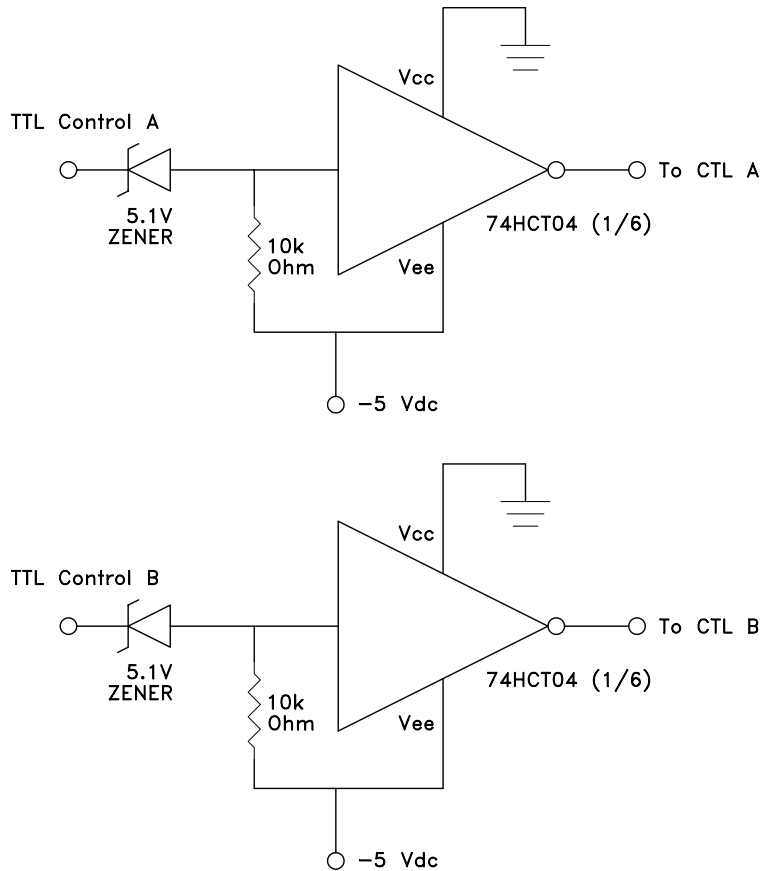 Vcc
TTL Control A
To CTL A
5.1V
ZENER
74HCT04 (1/6)
10k
Ohm
Vee
−5 Vdc
Vcc
TTL Control B
To CTL B
5.1V
ZENER
74HCT04 (1/6)
10k
Ohm
Vee
−5 Vdc